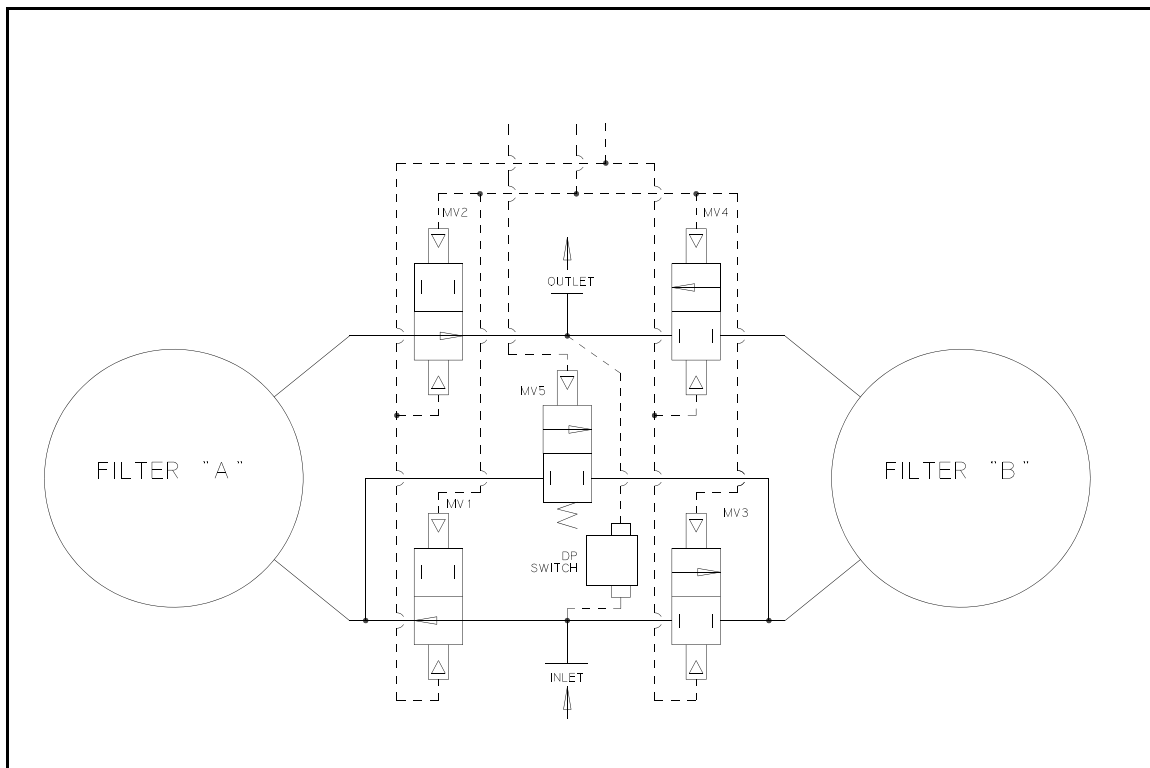 MV2
MV4
OUTLET
MV5
FILTER "A"
FILTER "B"
MV1
MV3
DP
SWITCH
INLET